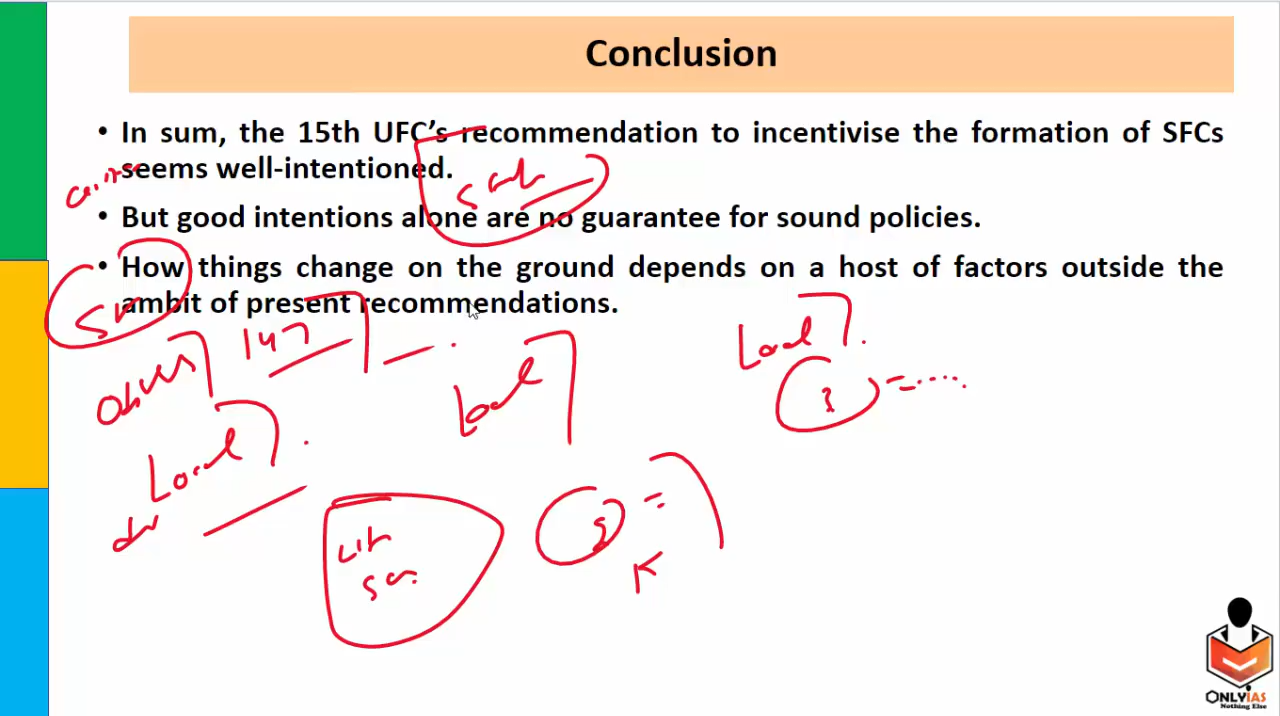 Conclusion
• In sum, the 15th UFC’s recommendation to incentivise the formation of SFCs
seems well-intentioned.
• But good intentions alone are no guarantee for sound policies.
• How things change on the ground depends on a host of factors outside the
ambit of present recommendations.
147
Local
Local
Local
K
ONLYIAS
Nothing Else